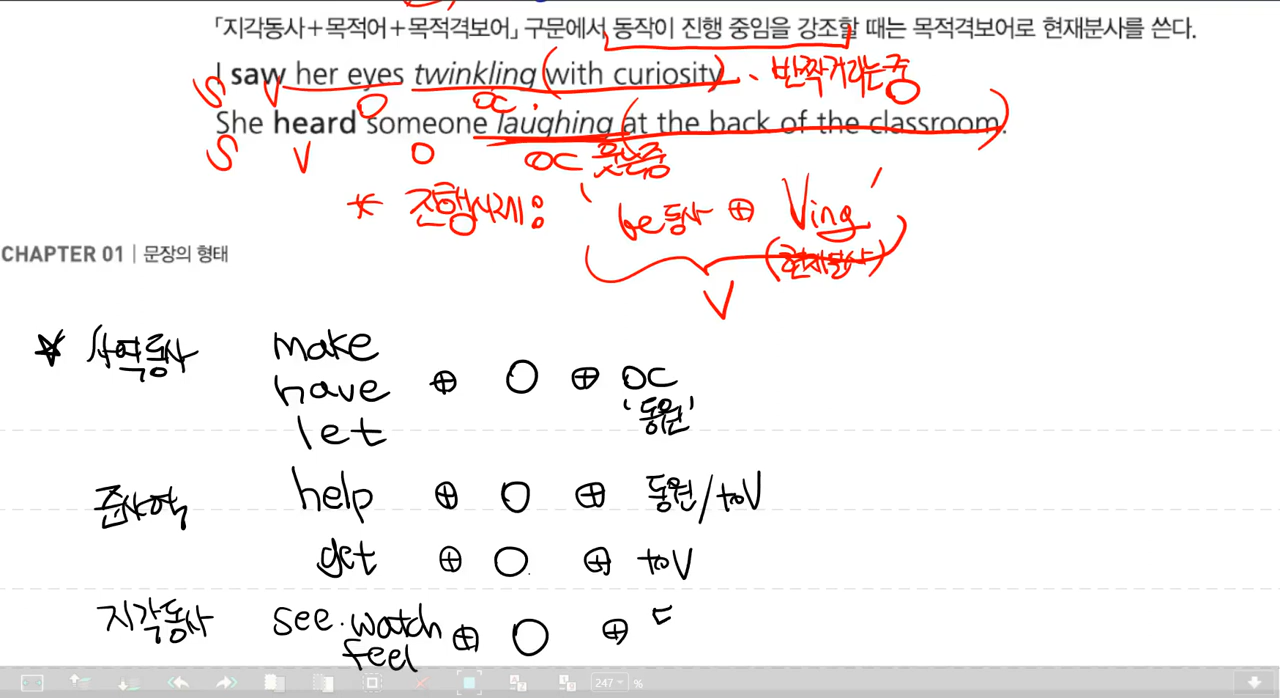 「지각동사+목적어+목적격보어」 구문에서 동작이 진행 중임을 강조할 때는 목적격보어로 현재분사를 쓴다.
I saw her eyes twinkling (with curiosity) 반짝거리는중
S V O OC
She heard someone laughing (at the back of the classroom).
S V O OC 웃는중
* 진행시제: 'be동사 ⊕ Ving'
(현재분사)
V
CHAPTER 01 | 문장의 형태
☆ 사역동사 make
have ⊕ O ⊕ OC
let '동원'
준사역 help ⊕ O ⊕ 동원/toV
get ⊕ O ⊕ toV
지각동사 see·watch ⊕ O ⊕
feel
247 %